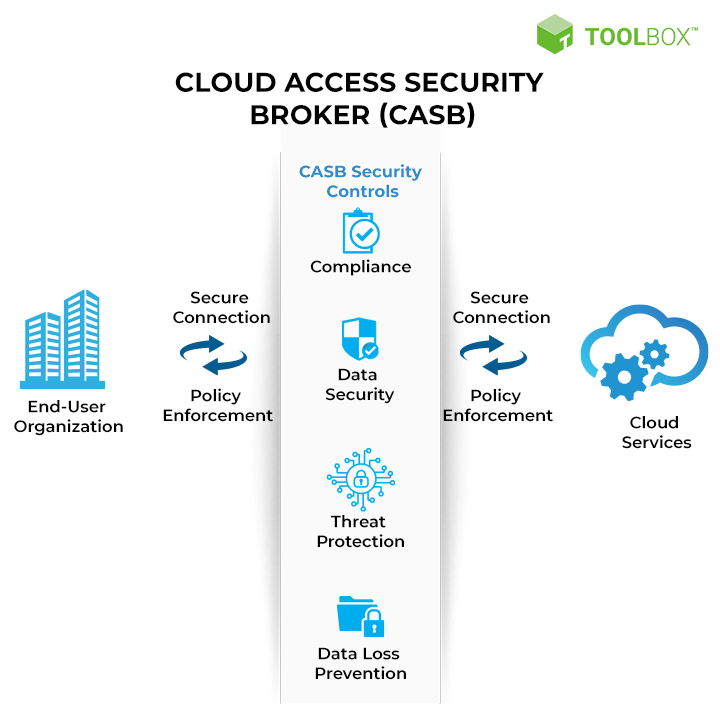 TOOLBOX™
CLOUD ACCESS SECURITY
BROKER (CASB)
CASB Security
Controls
Compliance
Data
Security
Threat
Protection
Data Loss
Prevention
End-User
Organization
Secure
Connection
Policy
Enforcement
Secure
Connection
Policy
Enforcement
Cloud
Services